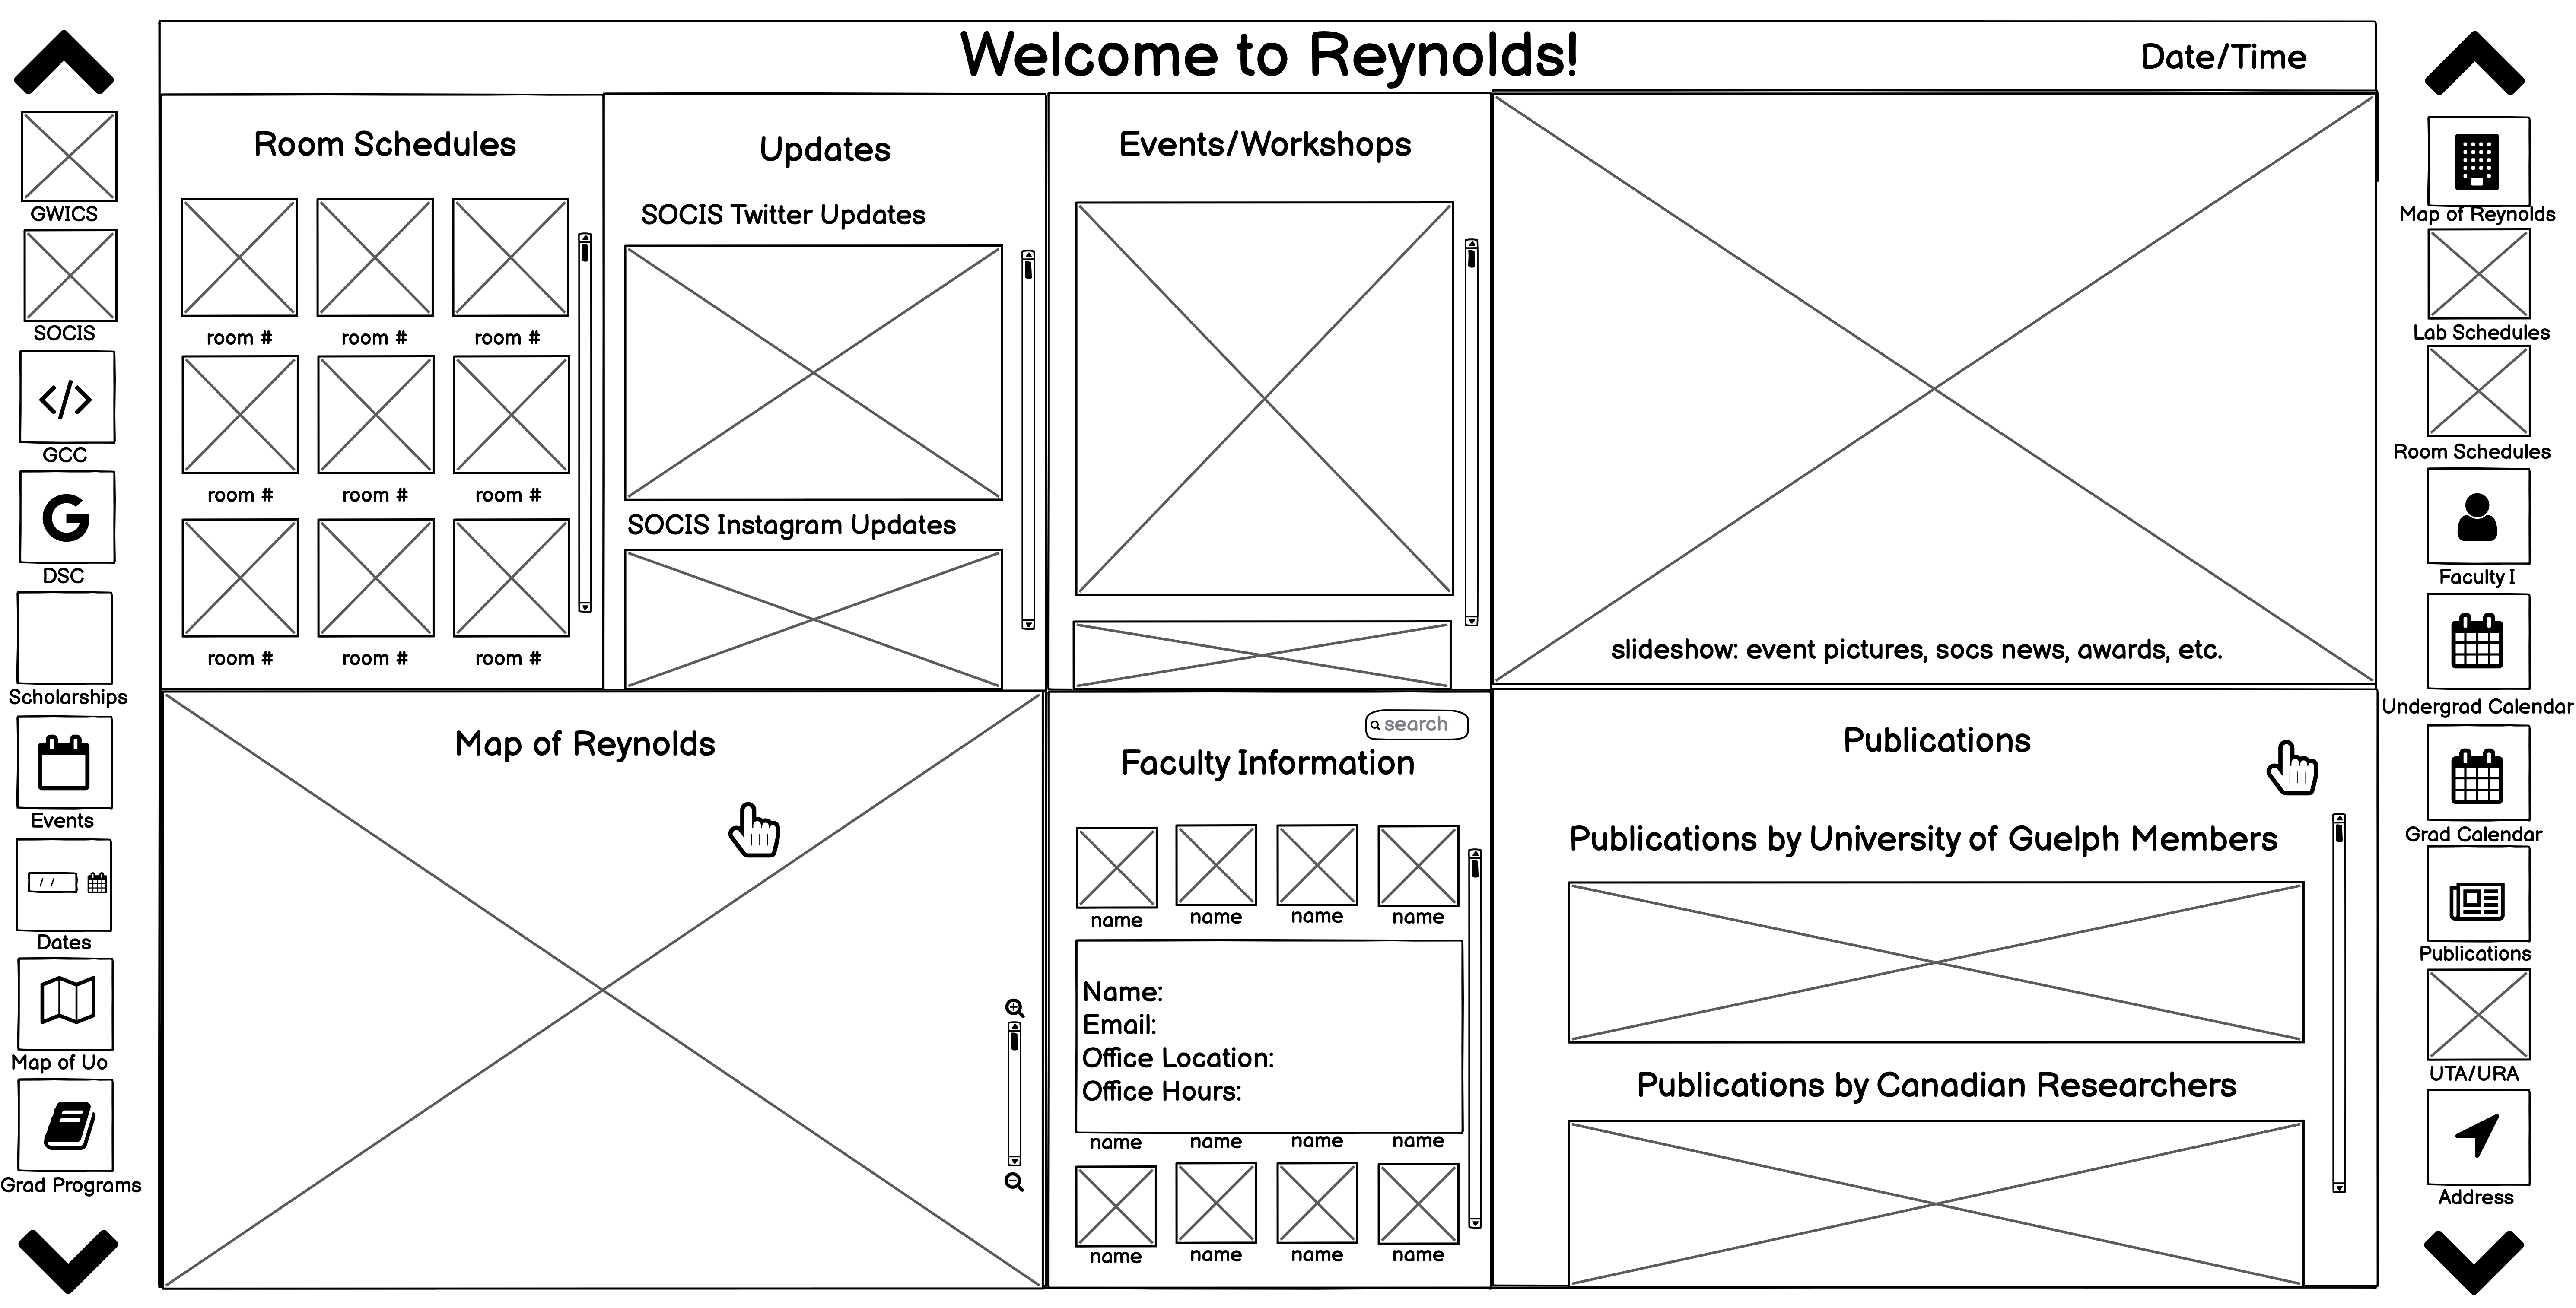 Welcome to Reynolds!
Date/Time
GWICS
SOCIS
GCC
DSC
Scholarships
Events
Dates
Map of Uo
Grad Programs
Room Schedules
room # room # room #
room # room # room #
room # room # room #
Updates
SOCIS Twitter Updates
SOCIS Instagram Updates
Events/Workshops
slideshow: event pictures, socs news, awards, etc.
Map of Reynolds
search
Faculty Information
name name name name
Name:
Email:
Office Location:
Office Hours:
name name name name
name name name name
Publications
Publications by University of Guelph Members
Publications by Canadian Researchers
Map of Reynolds
Lab Schedules
Room Schedules
Faculty I
Undergrad Calendar
Grad Calendar
Publications
UTA/URA
Address